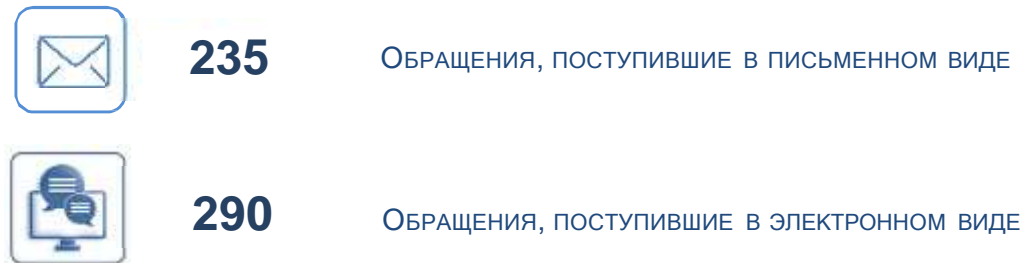 235 Обращения, поступившие в письменном виде
290 Обращения, поступившие в электронном виде